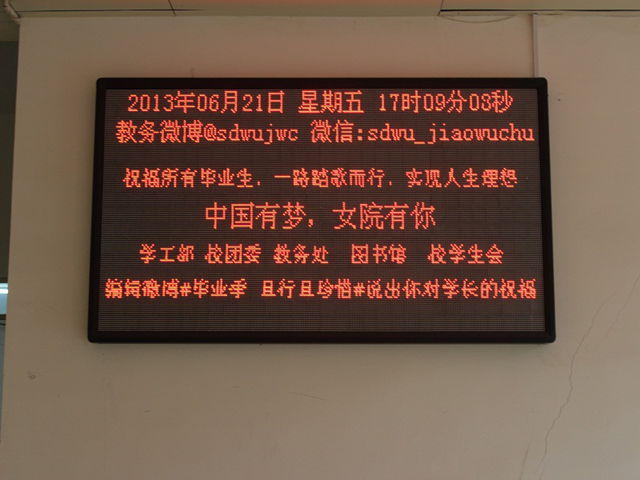 2013年06月21日 星期五 17时09分08秒
教务微博@sdwujwc 微信:sdwu_jiaowuchu
祝福所有毕业生，一路踏歌而行，实现人生理想
中国有梦，女院有你
学工部 校团委 教务处 图书馆 校学生会
编辑微博#毕业季 且行且珍惜#说出你对学长的祝福